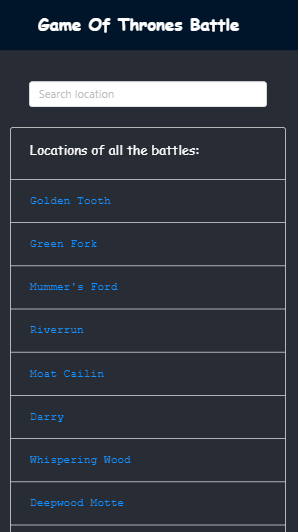 Game Of Thrones Battle
Search location
Locations of all the battles:
Golden Tooth
Green Fork
Mummer's Ford
Riverrun
Moat Cailin
Darry
Whispering Wood
Deepwood Motte